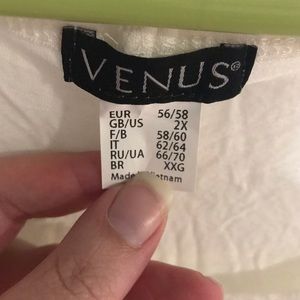 VENUS®
EUR 56/58
GB/US 2X
F/B 58/60
IT 62/64
RU/UA 66/70
BR XXG
Made in Vietnam